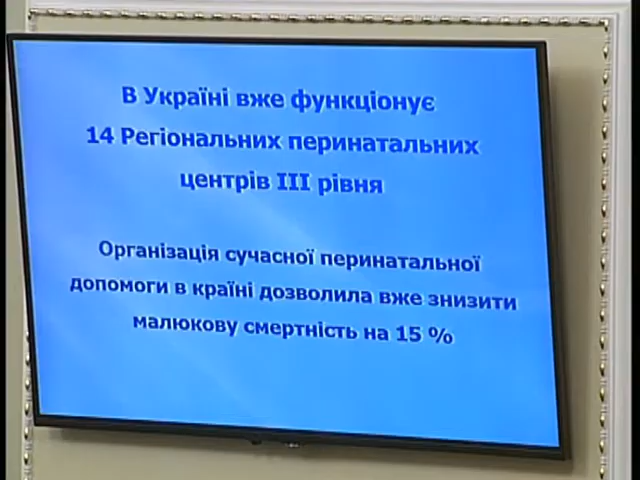 В Україні вже функціонує
14 Регіональних перинатальних
центрів III рівня
Організація сучасної перинатальної
допомоги в країні дозволила вже знизити
малюкову смертність на 15 %